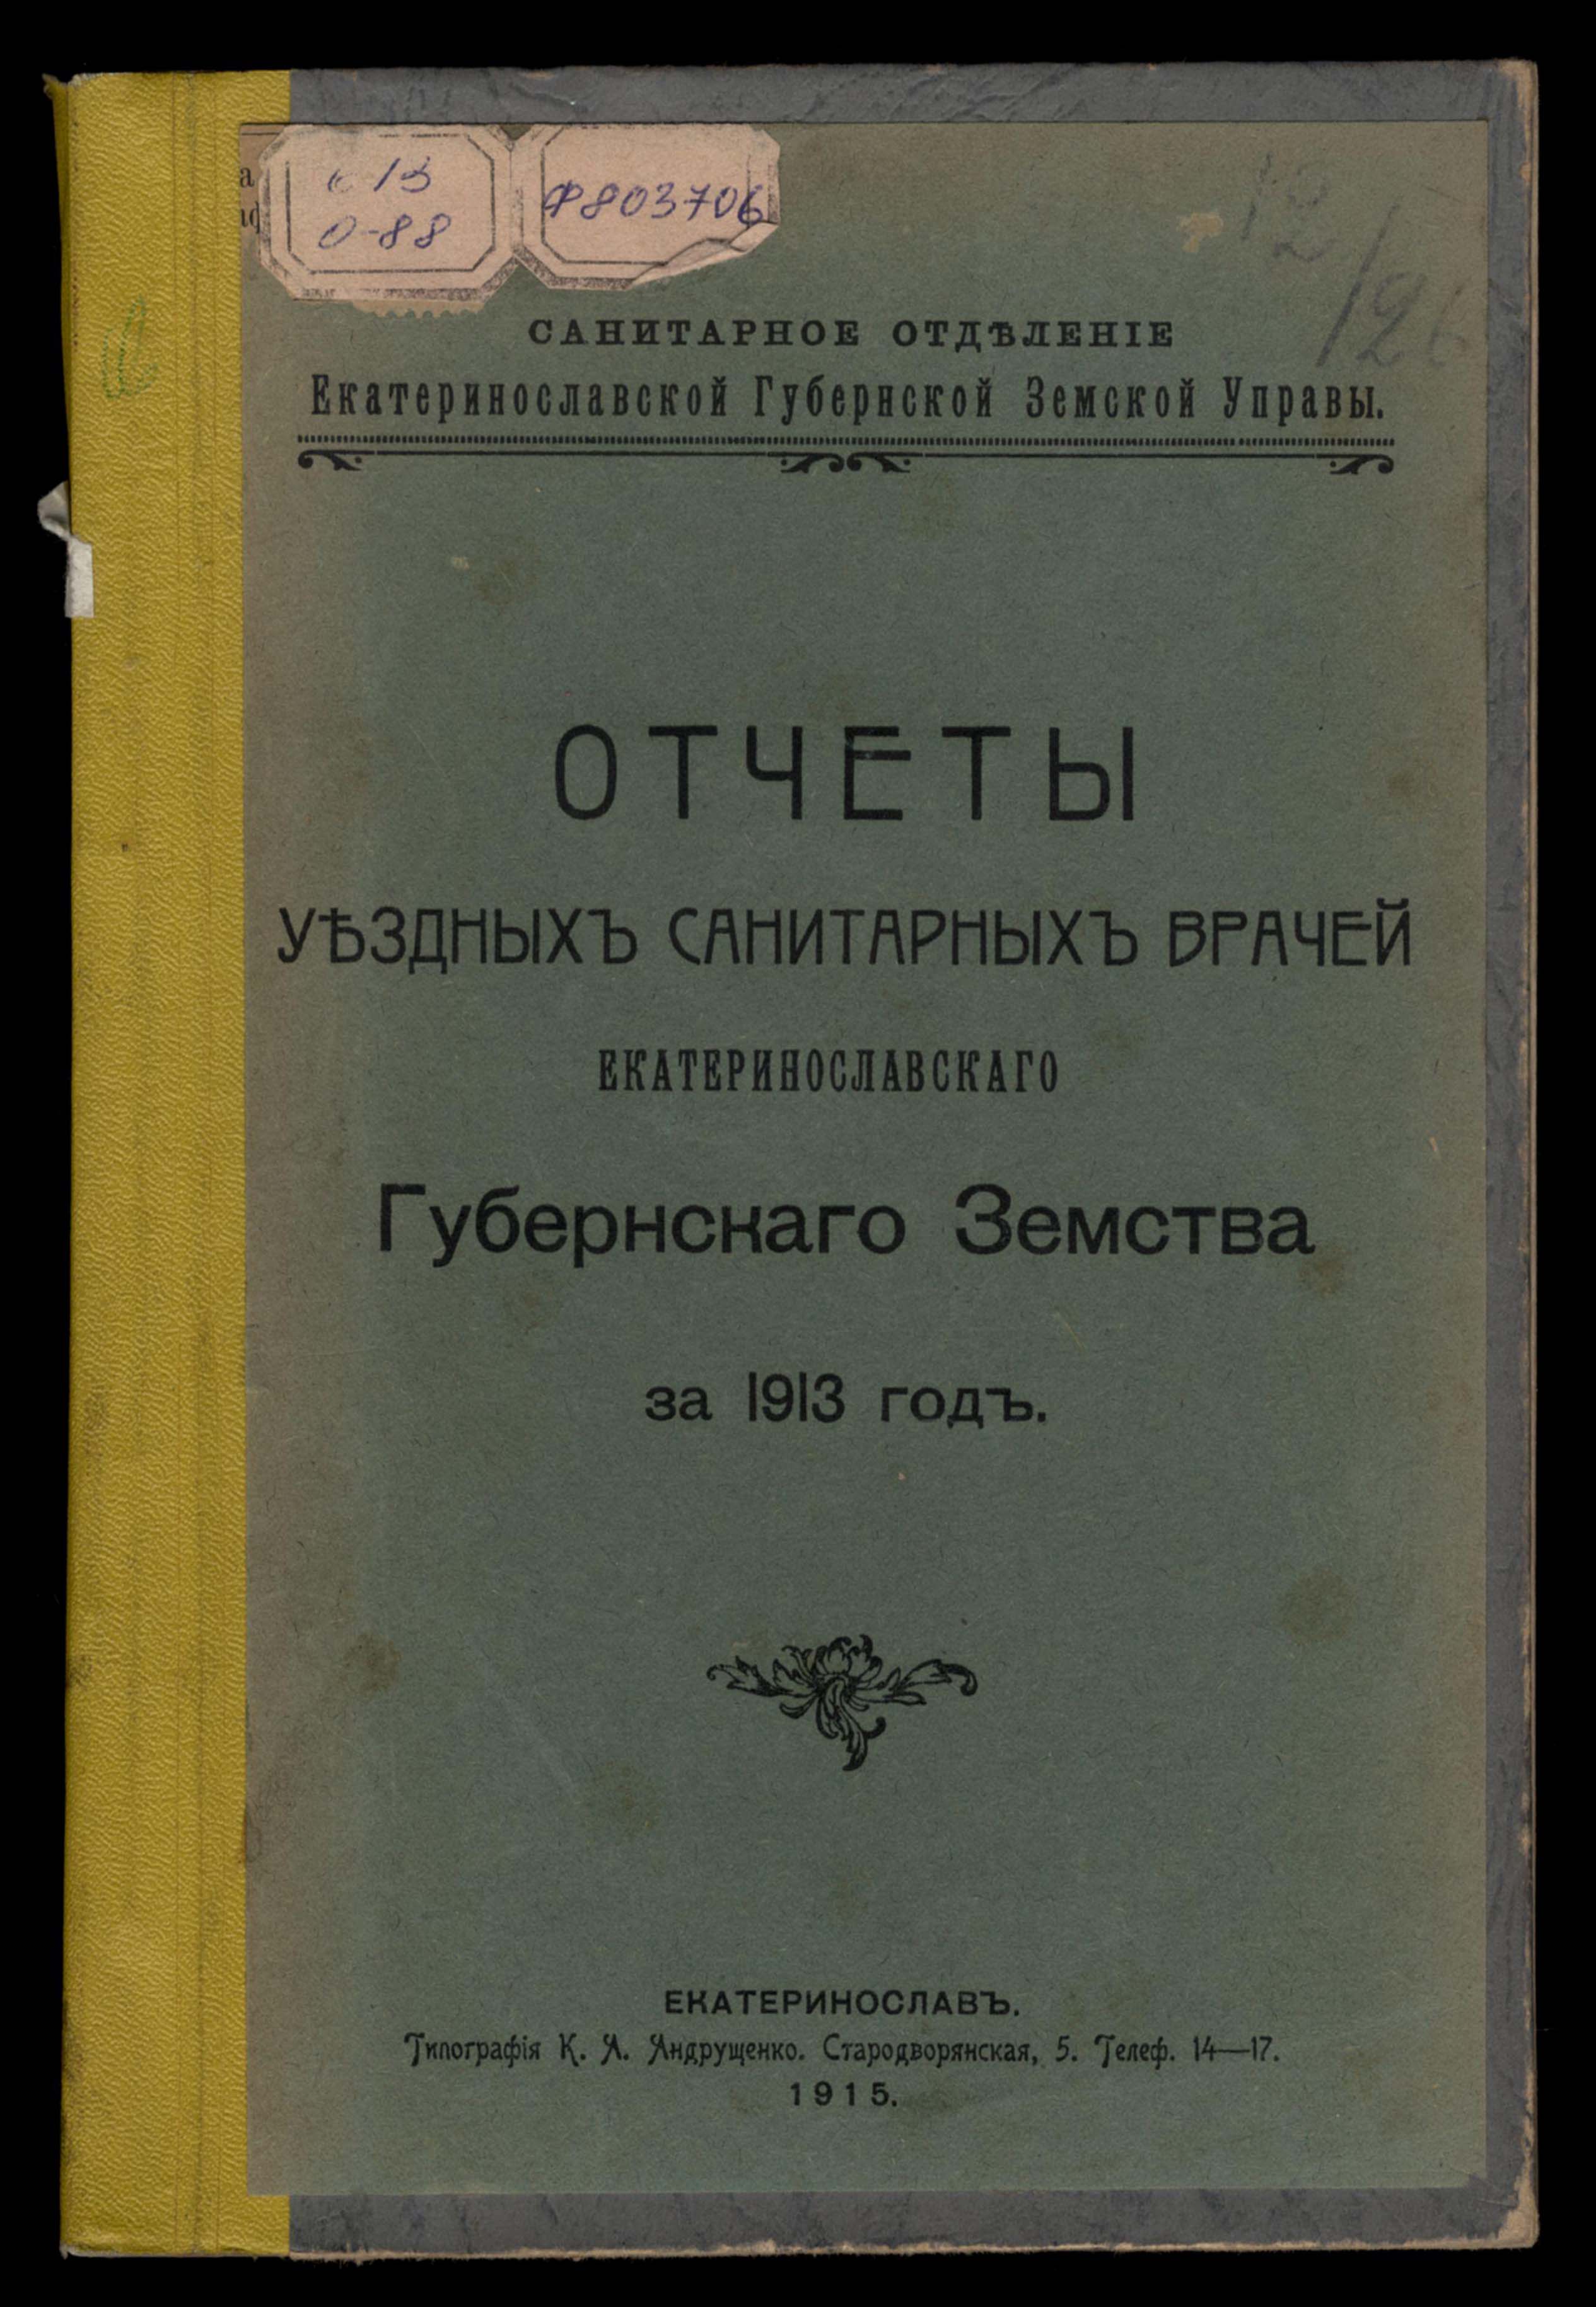 0-88
Ф803706
САНИТАРНОЕ ОТДѢЛЕНІЕ
Екатеринославской Губернской Земской Управы.
ОТЧЕТЫ
УѢЗДНЫХЪ САНИТАРНЫХЪ ВРАЧЕЙ
ЕКАТЕРИНОСЛАВСКАГО
Губернскаго Земства
за 1913 годъ.
ЕКАТЕРИНОСЛАВЪ.
Типографія К. А. Андрущенко. Стародворянская, 5. Телеф. 14—17.
1915.